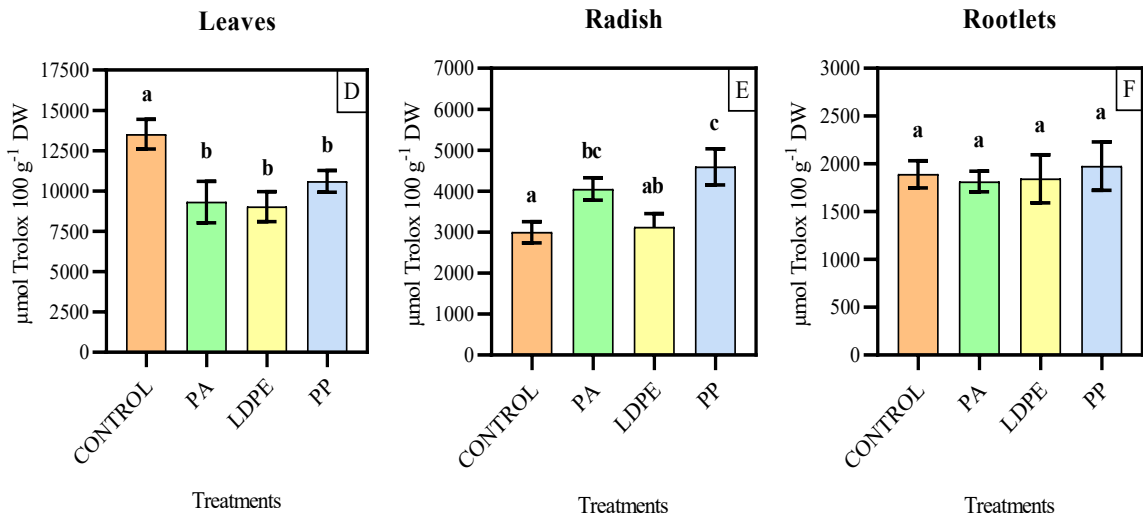 Leaves
17500
15000
12500
10000
7500
5000
2500
0
µmol Trolox 100 g⁻¹ DW
D
a
b
b
b
CONTROL
PA
LDPE
PP
Treatments
Radish
7000
6000
5000
4000
3000
2000
1000
0
µmol Trolox 100 g⁻¹ DW
E
a
bc
ab
c
CONTROL
PA
LDPE
PP
Treatments
Rootlets
3000
2500
2000
1500
1000
500
0
µmol Trolox 100 g⁻¹ DW
F
a
a
a
a
CONTROL
PA
LDPE
PP
Treatments